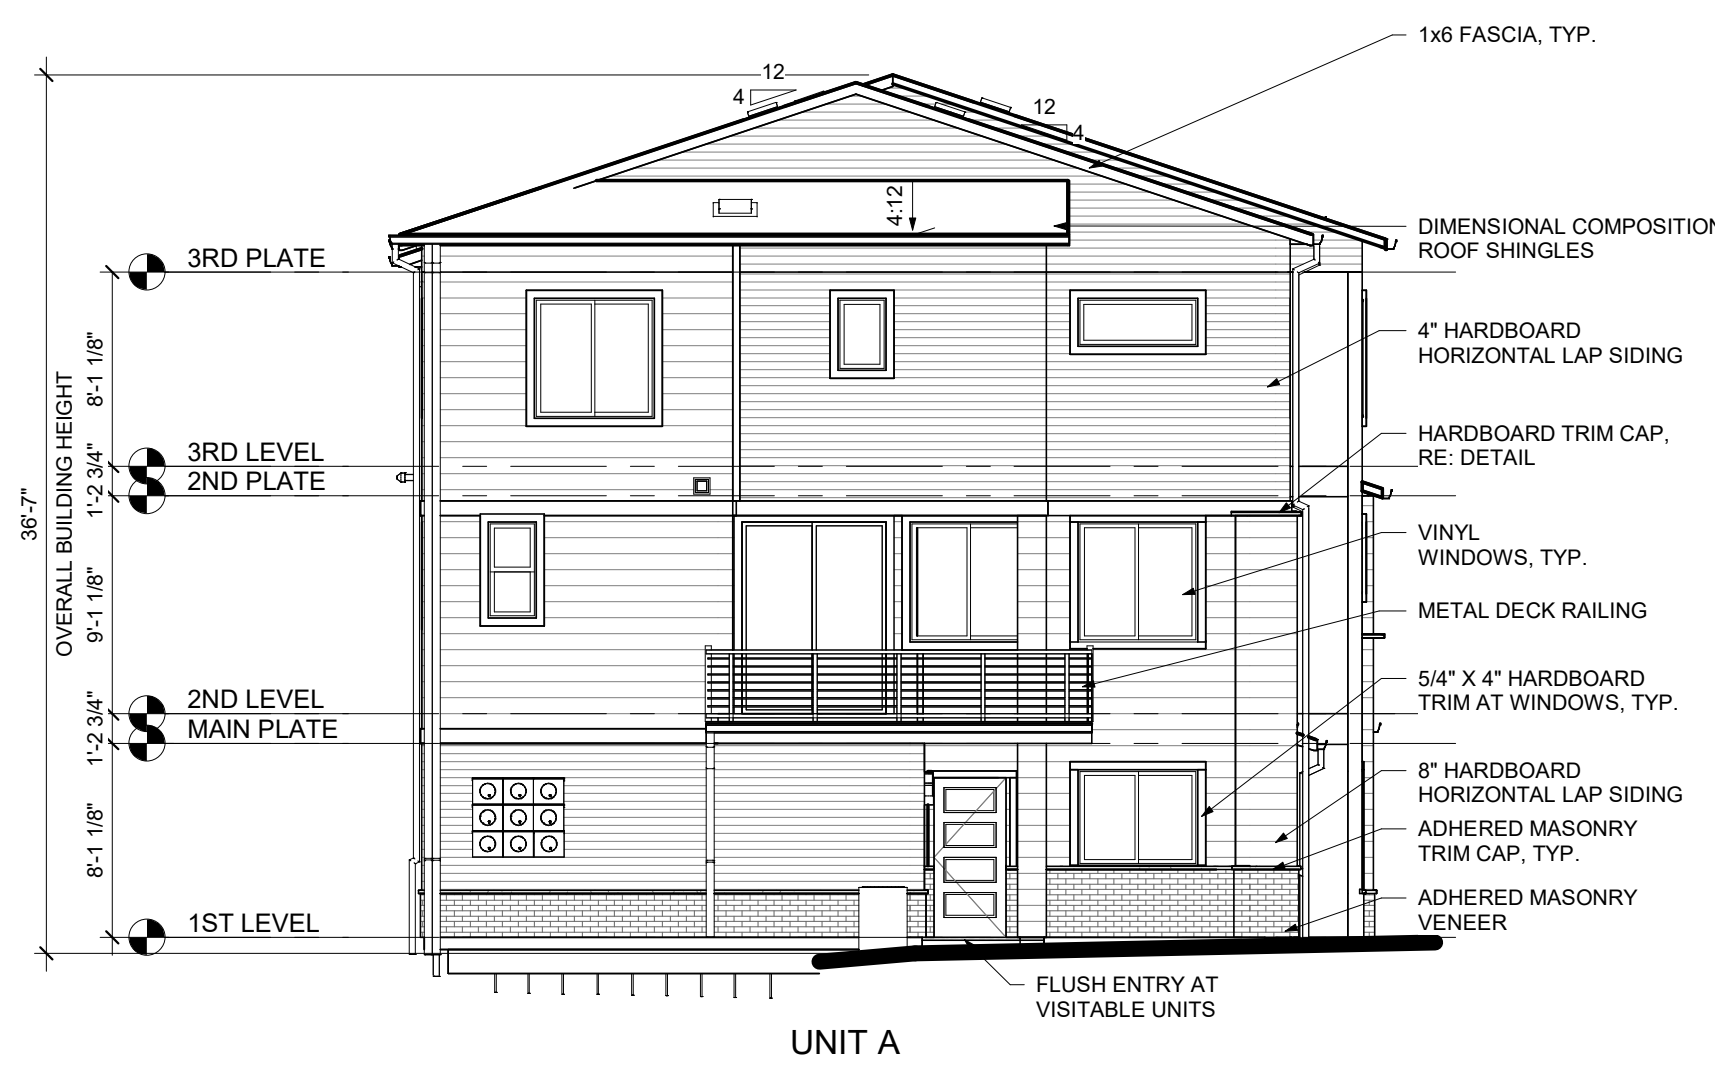 1x6 FASCIA, TYP.
12
4
12
4
4:12
DIMENSIONAL COMPOSITION
ROOF SHINGLES
3RD PLATE
4" HARDBOARD
HORIZONTAL LAP SIDING
8'-1 1/8"
HARDBOARD TRIM CAP,
RE: DETAIL
3RD LEVEL
2ND PLATE
1'-2 3/4"
36'-7"
OVERALL BUILDING HEIGHT
VINYL
WINDOWS, TYP.
9'-1 1/8"
METAL DECK RAILING
5/4" X 4" HARDBOARD
TRIM AT WINDOWS, TYP.
2ND LEVEL
MAIN PLATE
1'-2 3/4"
8" HARDBOARD
HORIZONTAL LAP SIDING
8'-1 1/8"
ADHERED MASONRY
TRIM CAP, TYP.
ADHERED MASONRY
VENEER
1ST LEVEL
FLUSH ENTRY AT
VISITABLE UNITS
UNIT A